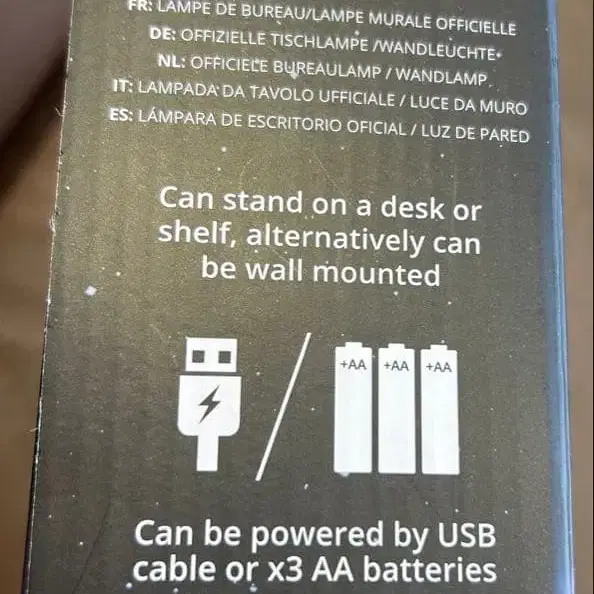 FR: LAMPE DE BUREAU/LAMPE MURALE OFFICIELLE
DE: OFFIZIELLE TISCHLAMPE /WANDLEUCHTE
NL: OFFICIELE BUREAULAMP / WANDLAMP
IT: LAMPADA DA TAVOLO UFFICIALE / LUCE DA MURO
ES: LÁMPARA DE ESCRITORIO OFICIAL / LUZ DE PARED
Can stand on a desk or
shelf, alternatively can
be wall mounted
+AA +AA +AA
Can be powered by USB
cable or x3 AA batteries